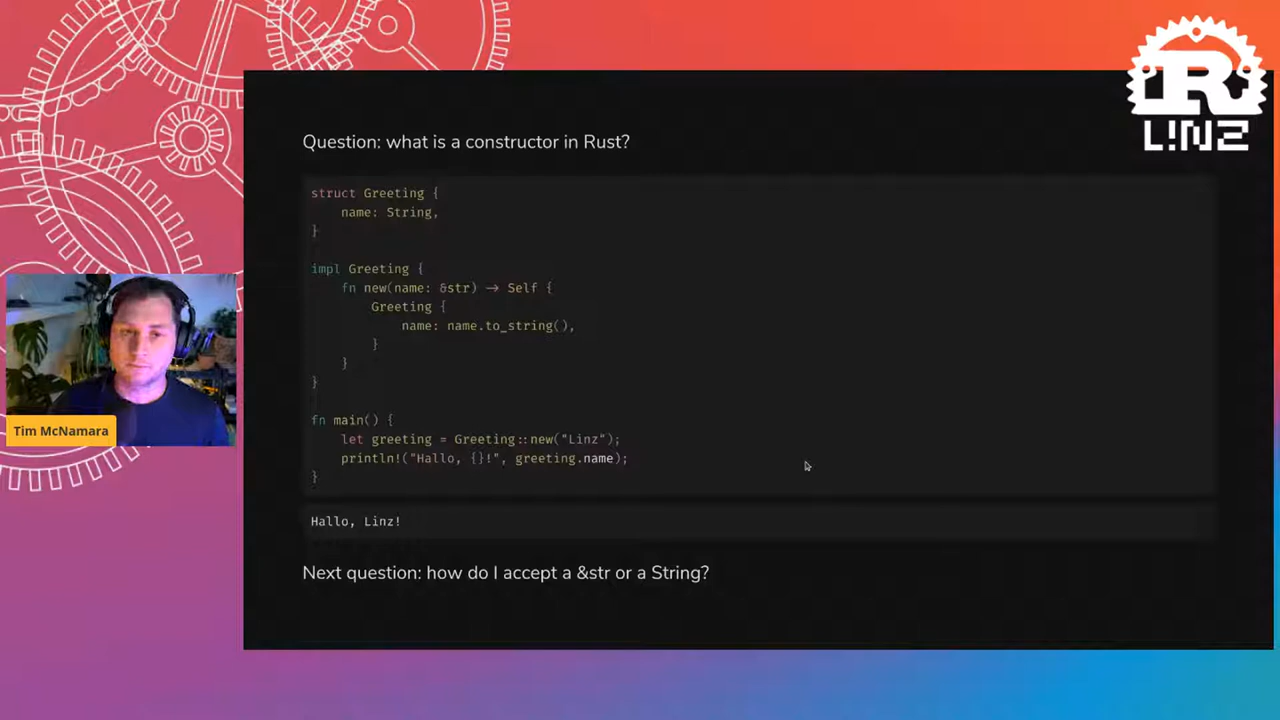 R
L!NZ
Question: what is a constructor in Rust?
struct Greeting {
    name: String,
}
impl Greeting {
    fn new(name: &str) → Self {
        Greeting {
            name: name.to_string(),
        }
    }
}
fn main() {
    let greeting = Greeting::new("Linz");
    println!("Hallo, {}!", greeting.name);
}
Hallo, Linz!
Next question: how do I accept a &str or a String?
Tim McNamara